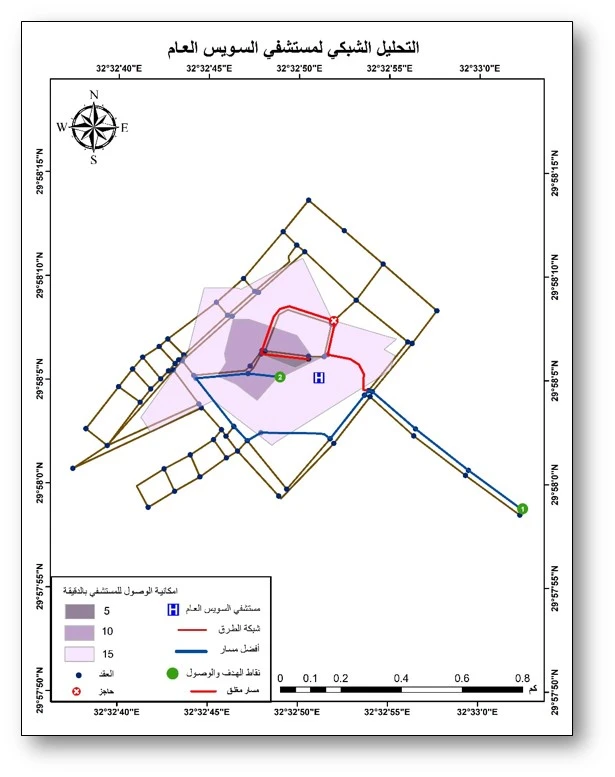 التحليل الشبكي لمستشفي السويس العام
32°32'40"E 32°32'45"E 32°32'50"E 32°32'55"E 32°33'0"E
N
W E
S
29°58'15"N 29°58'15"N
29°58'10"N 29°58'10"N
29°58'5"N 29°58'5"N
29°58'0"N 29°58'0"N
29°57'55"N 29°57'55"N
29°57'50"N 29°57'50"N
2
H
1
امكانية الوصول للمستشفي بالدقيقة
5
10
15
العقد
حاجز
H مستشفي السويس العام
شبكة الطرق
أفضل مسار
نقاط الهدف والوصول
مسار مغلق
0 0.1 0.2 0.4 0.6 0.8
كم
32°32'40"E 32°32'45"E 32°32'50"E 32°32'55"E 32°33'0"E